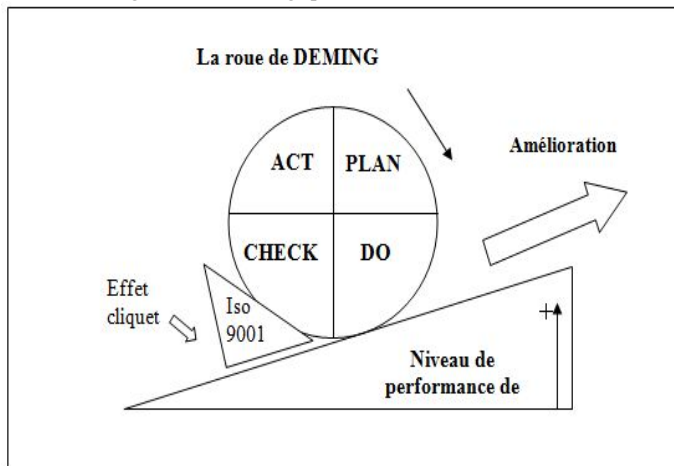 La roue de DEMING
Amélioration
ACT
PLAN
CHECK
DO
Effet
cliquet
Iso
9001
+
Niveau de
performance de